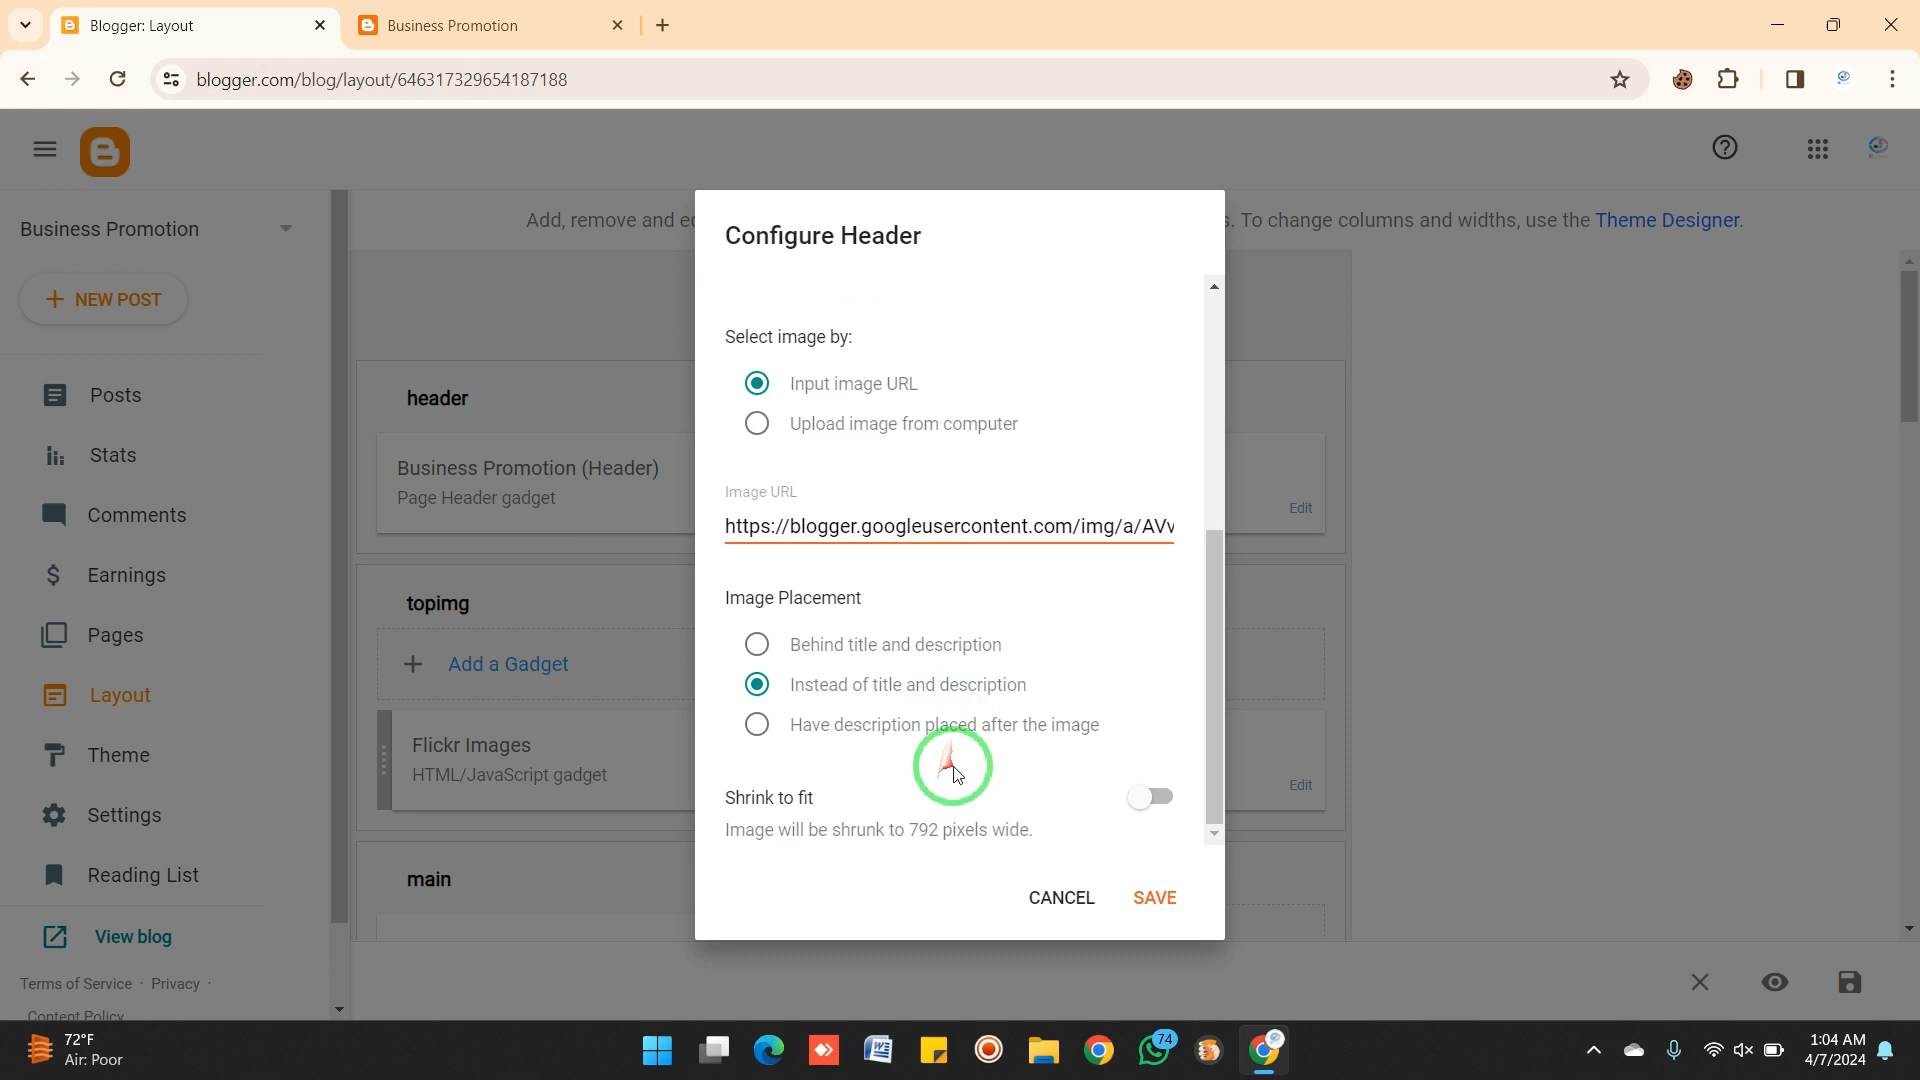 Blogger: Layout
Business Promotion
blogger.com/blog/layout/646317329654187188
Business Promotion
NEW POST
Posts
Stats
Comments
Earnings
Pages
Layout
Theme
Settings
Reading List
View blog
Terms of Service · Privacy ·
Content Policy
Add, remove and
. To change columns and widths, use the Theme Designer.
header
Business Promotion (Header)
Page Header gadget
Edit
topimg
Add a Gadget
Flickr Images
HTML/JavaScript gadget
Edit
main
Configure Header
Select image by:
Input image URL
Upload image from computer
Image URL
https://blogger.googleusercontent.com/img/a/AVv
Image Placement
Behind title and description
Instead of title and description
Have description placed after the image
Shrink to fit
Image will be shrunk to 792 pixels wide.
CANCEL SAVE
72°F
Air: Poor
74
1:04 AM
4/7/2024